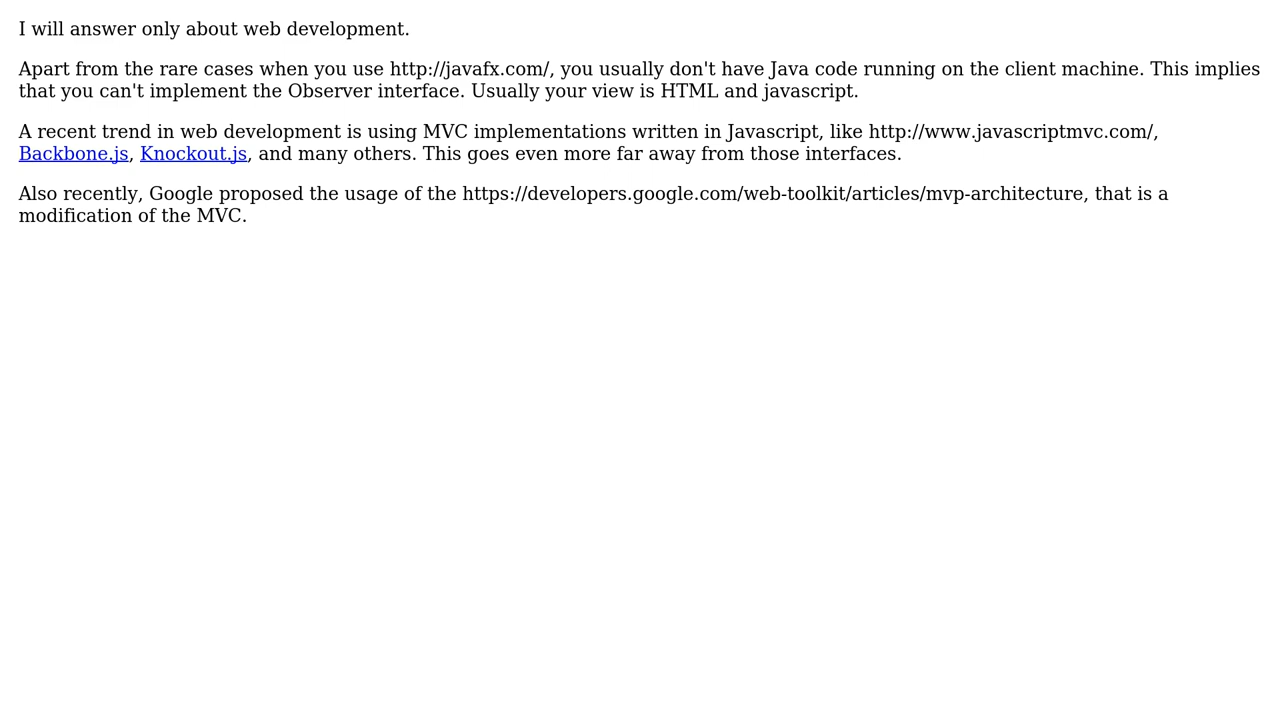 I will answer only about web development.
Apart from the rare cases when you use http://javafx.com/, you usually don't have Java code running on the client machine. This implies
that you can't implement the Observer interface. Usually your view is HTML and javascript.
A recent trend in web development is using MVC implementations written in Javascript, like http://www.javascriptmvc.com/,
Backbone.js, Knockout.js, and many others. This goes even more far away from those interfaces.
Also recently, Google proposed the usage of the https://developers.google.com/web-toolkit/articles/mvp-architecture, that is a
modification of the MVC.